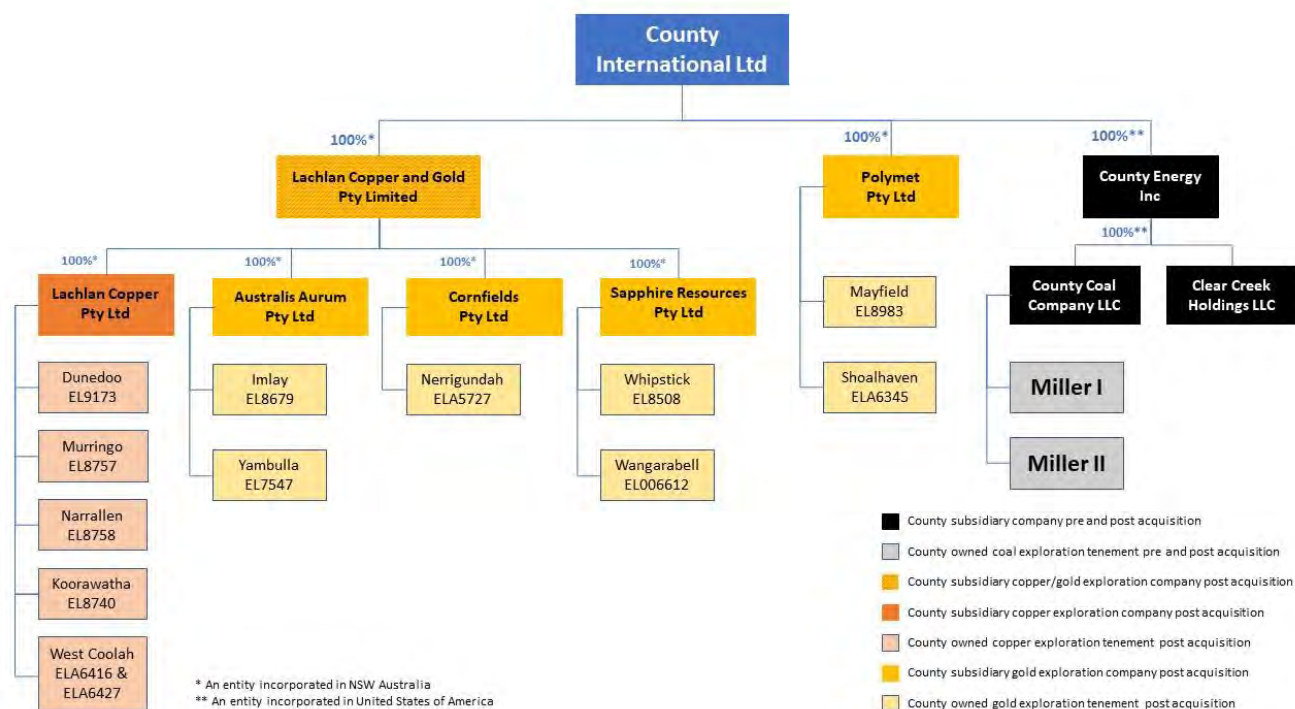 County
International Ltd
100%*
100%*
100%**
Lachlan Copper and Gold
Pty Limited
Polymet
Pty Ltd
County Energy
Inc
100%**
100%*
100%*
100%*
100%*
Lachlan Copper
Pty Ltd
Australis Aurum
Pty Ltd
Cornfields
Pty Ltd
Sapphire Resources
Pty Ltd
Mayfield
EL8983
County Coal
Company LLC
Clear Creek
Holdings LLC
Dunedoo
EL9173
Imlay
EL8679
Nerrigundah
ELA5727
Whipstick
EL8508
Shoalhaven
ELA6345
Miller I
Murringo
EL8757
Yambulla
EL7547
Wangarabell
EL006612
Miller II
Narrallen
EL8758
Koorawatha
EL8740
West Coolah
ELA6416 &
ELA6427
County subsidiary company pre and post acquisition
County owned coal exploration tenement pre and post acquisition
County subsidiary copper/gold exploration company post acquisition
County subsidiary copper exploration company post acquisition
County owned copper exploration tenement post acquisition
County subsidiary gold exploration company post acquisition
County owned gold exploration tenement post acquisition
* An entity incorporated in NSW Australia
** An entity incorporated in United States of America